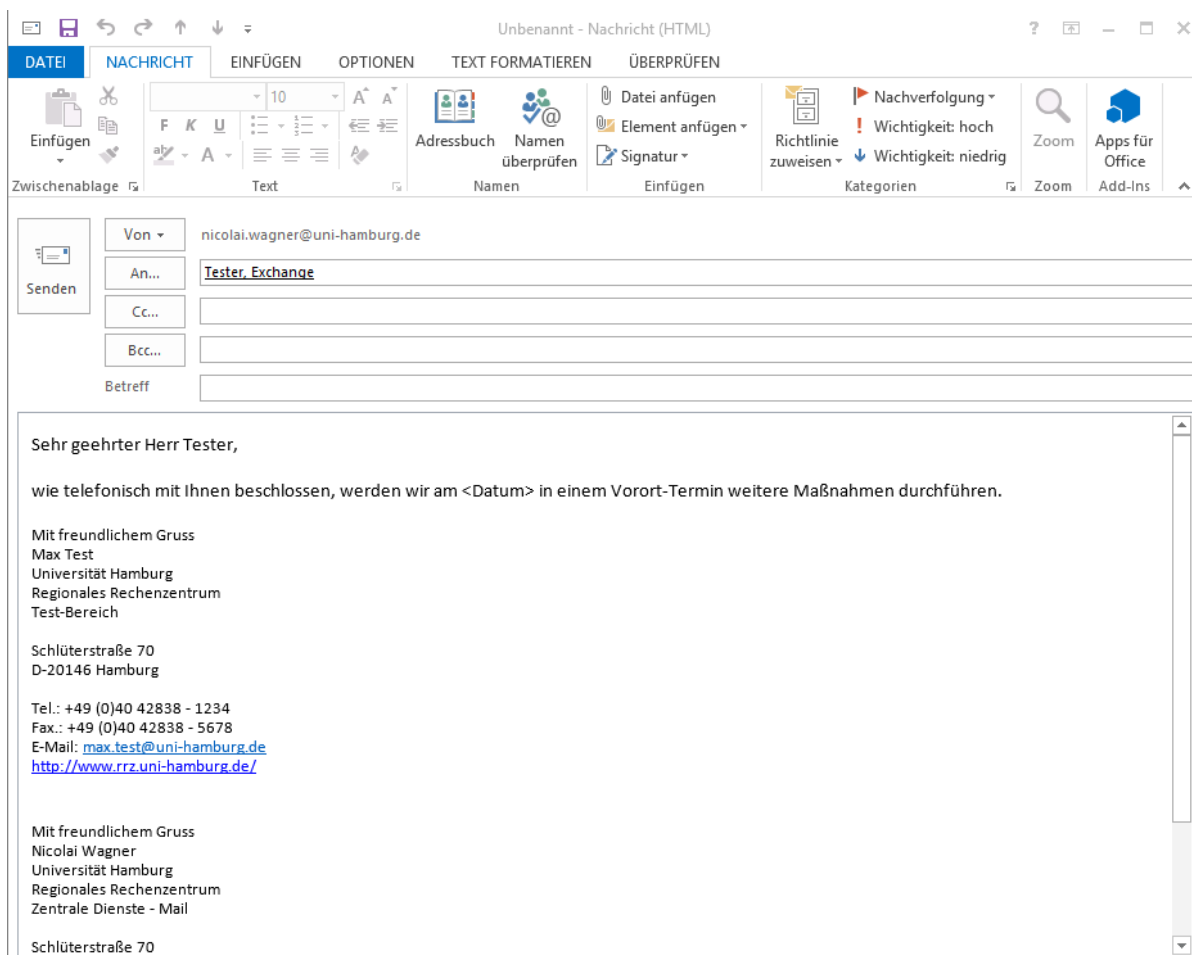 Unbenannt - Nachricht (HTML)
DATEI NACHRICHT EINFÜGEN OPTIONEN TEXT FORMATIEREN ÜBERPRÜFEN
Einfügen
Zwischenablage
10
F K U
Text
Adressbuch
Namen überprüfen
Namen
Datei anfügen
Element anfügen
Signatur
Einfügen
Richtlinie zuweisen
Nachverfolgung
Wichtigkeit: hoch
Wichtigkeit: niedrig
Kategorien
Zoom
Zoom
Apps für Office
Add-Ins
Senden
Von nicolai.wagner@uni-hamburg.de
An... Tester, Exchange
Cc...
Bcc...
Betreff
Sehr geehrter Herr Tester,
wie telefonisch mit Ihnen beschlossen, werden wir am <Datum> in einem Vorort-Termin weitere Maßnahmen durchführen.
Mit freundlichem Gruss
Max Test
Universität Hamburg
Regionales Rechenzentrum
Test-Bereich
Schlüterstraße 70
D-20146 Hamburg
Tel.: +49 (0)40 42838 - 1234
Fax.: +49 (0)40 42838 - 5678
E-Mail: max.test@uni-hamburg.de
http://www.rrz.uni-hamburg.de/
Mit freundlichem Gruss
Nicolai Wagner
Universität Hamburg
Regionales Rechenzentrum
Zentrale Dienste - Mail
Schlüterstraße 70